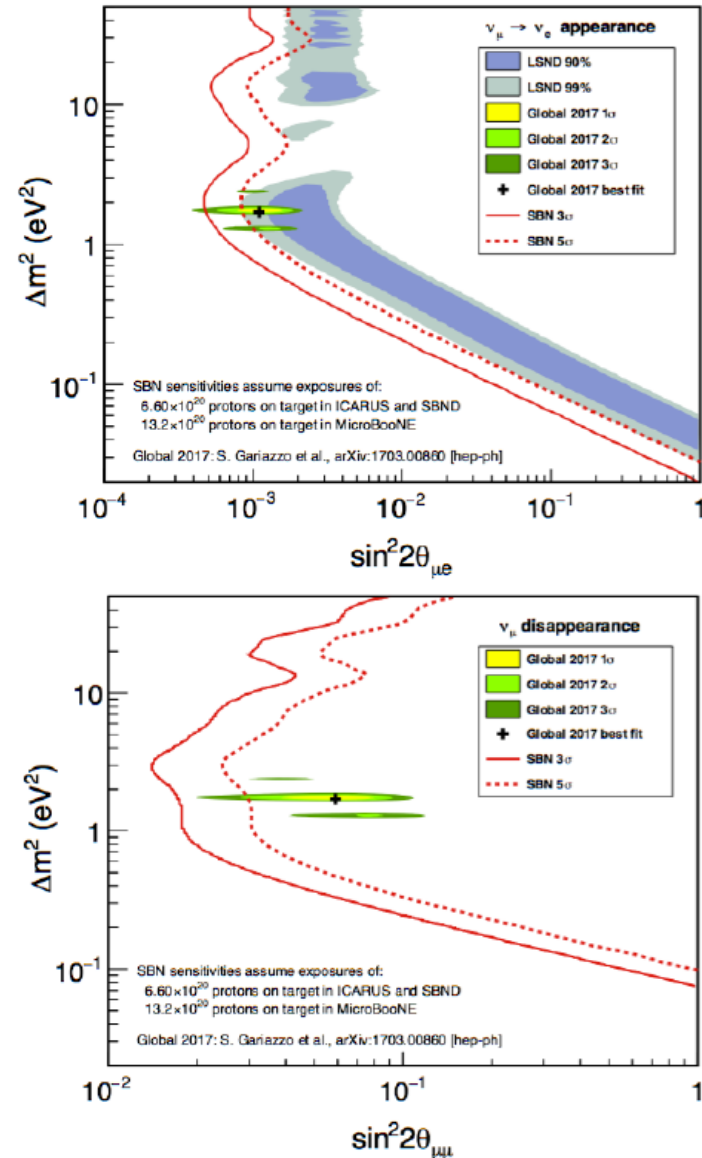 ν_μ → ν_e appearance
LSND 90%
LSND 99%
Global 2017 1σ
Global 2017 2σ
Global 2017 3σ
Global 2017 best fit
SBN 3σ
SBN 5σ
10
1
10⁻¹
Δm² (eV²)
SBN sensitivities assume exposures of:
6.60×10²⁰ protons on target in ICARUS and SBND
13.2×10²⁰ protons on target in MicroBooNE
Global 2017: S. Gariazzo et al., arXiv:1703.00860 [hep-ph]
10⁻⁴ 10⁻³ 10⁻² 10⁻¹ 1
sin²2θ_μe
ν_μ disappearance
Global 2017 1σ
Global 2017 2σ
Global 2017 3σ
Global 2017 best fit
SBN 3σ
SBN 5σ
10
1
10⁻¹
Δm² (eV²)
SBN sensitivities assume exposures of:
6.60×10²⁰ protons on target in ICARUS and SBND
13.2×10²⁰ protons on target in MicroBooNE
Global 2017: S. Gariazzo et al., arXiv:1703.00860 [hep-ph]
10⁻² 10⁻¹ 1
sin²2θ_μμ